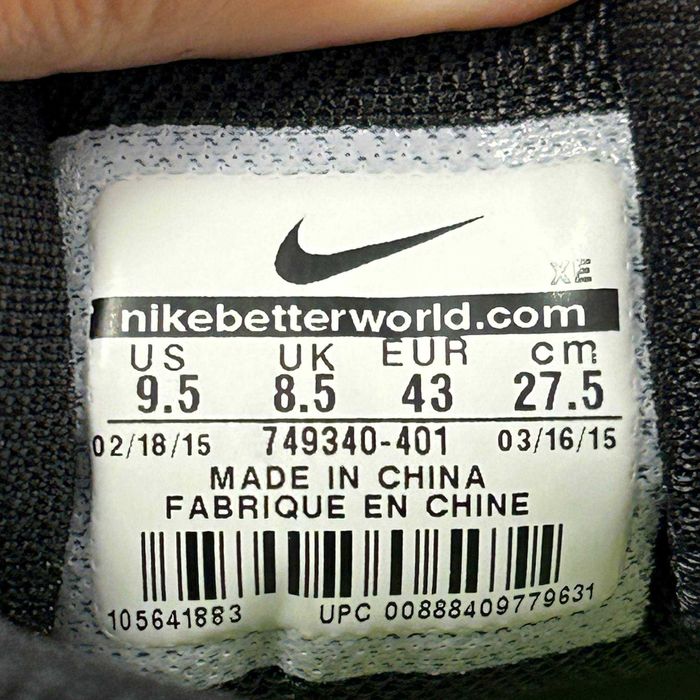 XE
nikebetterworld.com
US UK EUR cm
9.5 8.5 43 27.5
02/18/15 749340-401 03/16/15
MADE IN CHINA
FABRIQUE EN CHINE
105641883 UPC 00888409779631